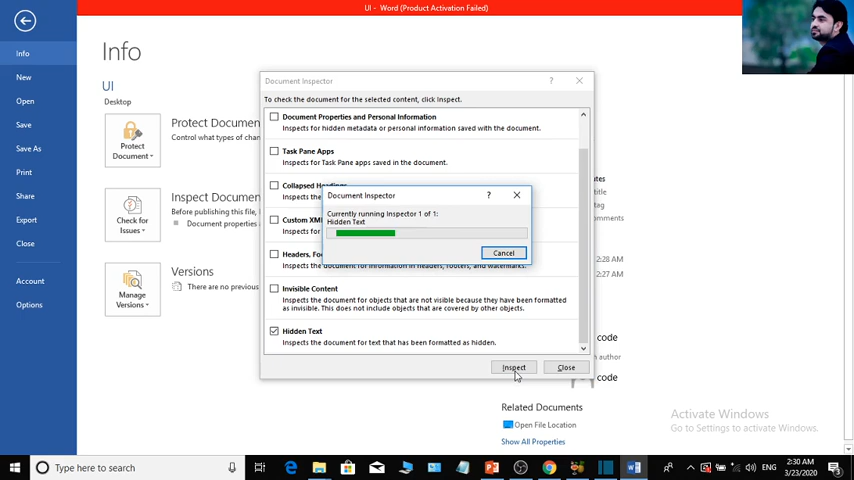 UI - Word (Product Activation Failed)
Info
New
Open
Save
Save As
Print
Share
Export
Close
Account
Options
Info
UI
Desktop
Protect Document
Protect Documen
Control what types of chan
Check for Issues
Inspect Documen
Before publishing this file,
Document properties a
Manage Versions
Versions
There are no previous
Document Inspector
To check the document for the selected content, click Inspect.
Document Properties and Personal Information
Inspects for hidden metadata or personal information saved with the document.
Task Pane Apps
Inspects for Task Pane apps saved in the document.
Collapsed Headings
Inspects the
Custom XM
Inspects for
Headers, Foo
Inspects the document for information in headers, footers, and watermarks.
Invisible Content
Inspects the document for objects that are not visible because they have been formatted
as invisible. This does not include objects that are covered by other objects.
Hidden Text
Inspects the document for text that has been formatted as hidden.
Inspect
Close
Document Inspector
Currently running Inspector 1 of 1:
Hidden Text
Cancel
title
ments
2:28 AM
2:27 AM
code
author
code
Related Documents
Open File Location
Show All Properties
Activate Windows
Go to Settings to activate Windows.
Type here to search
ENG
2:30 AM
3/23/2020